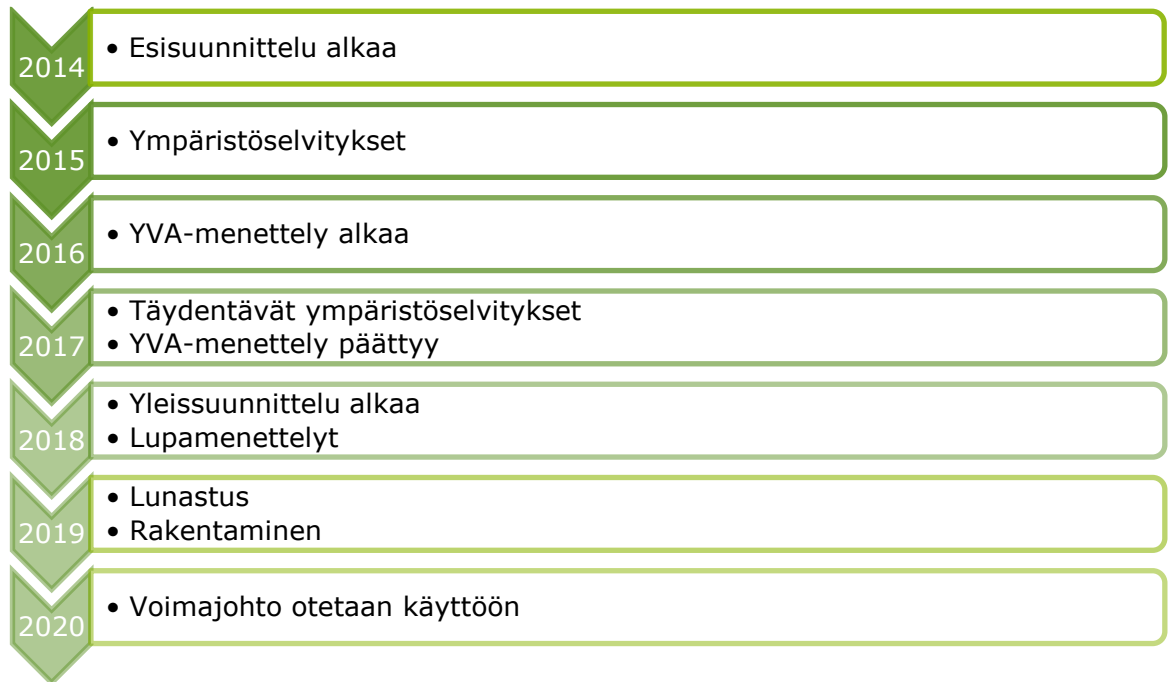 2014
• Esisuunnittelu alkaa
2015
• Ympäristöselvitykset
2016
• YVA-menettely alkaa
2017
• Täydentävät ympäristöselvitykset
• YVA-menettely päättyy
2018
• Yleissuunnittelu alkaa
• Lupamenettelyt
2019
• Lunastus
• Rakentaminen
2020
• Voimajohto otetaan käyttöön